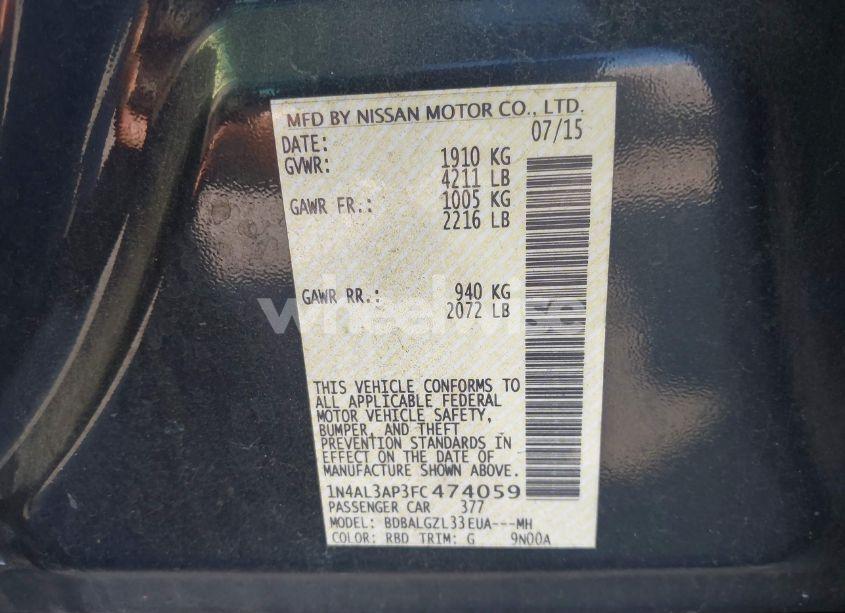 MFD BY NISSAN MOTOR CO., LTD.
DATE: 07/15
GVWR: 1910 KG
4211 LB
GAWR FR.: 1005 KG
2216 LB
GAWR RR.: 940 KG
2072 LB
wheelwise
THIS VEHICLE CONFORMS TO
ALL APPLICABLE FEDERAL
MOTOR VEHICLE SAFETY,
BUMPER, AND THEFT
PREVENTION STANDARDS IN
EFFECT ON THE DATE OF
MANUFACTURE SHOWN ABOVE.
1N4AL3AP3FC474059
PASSENGER CAR 377
MODEL: BDBALGZL33EUA---MH
COLOR: RBD TRIM: G 9N00A